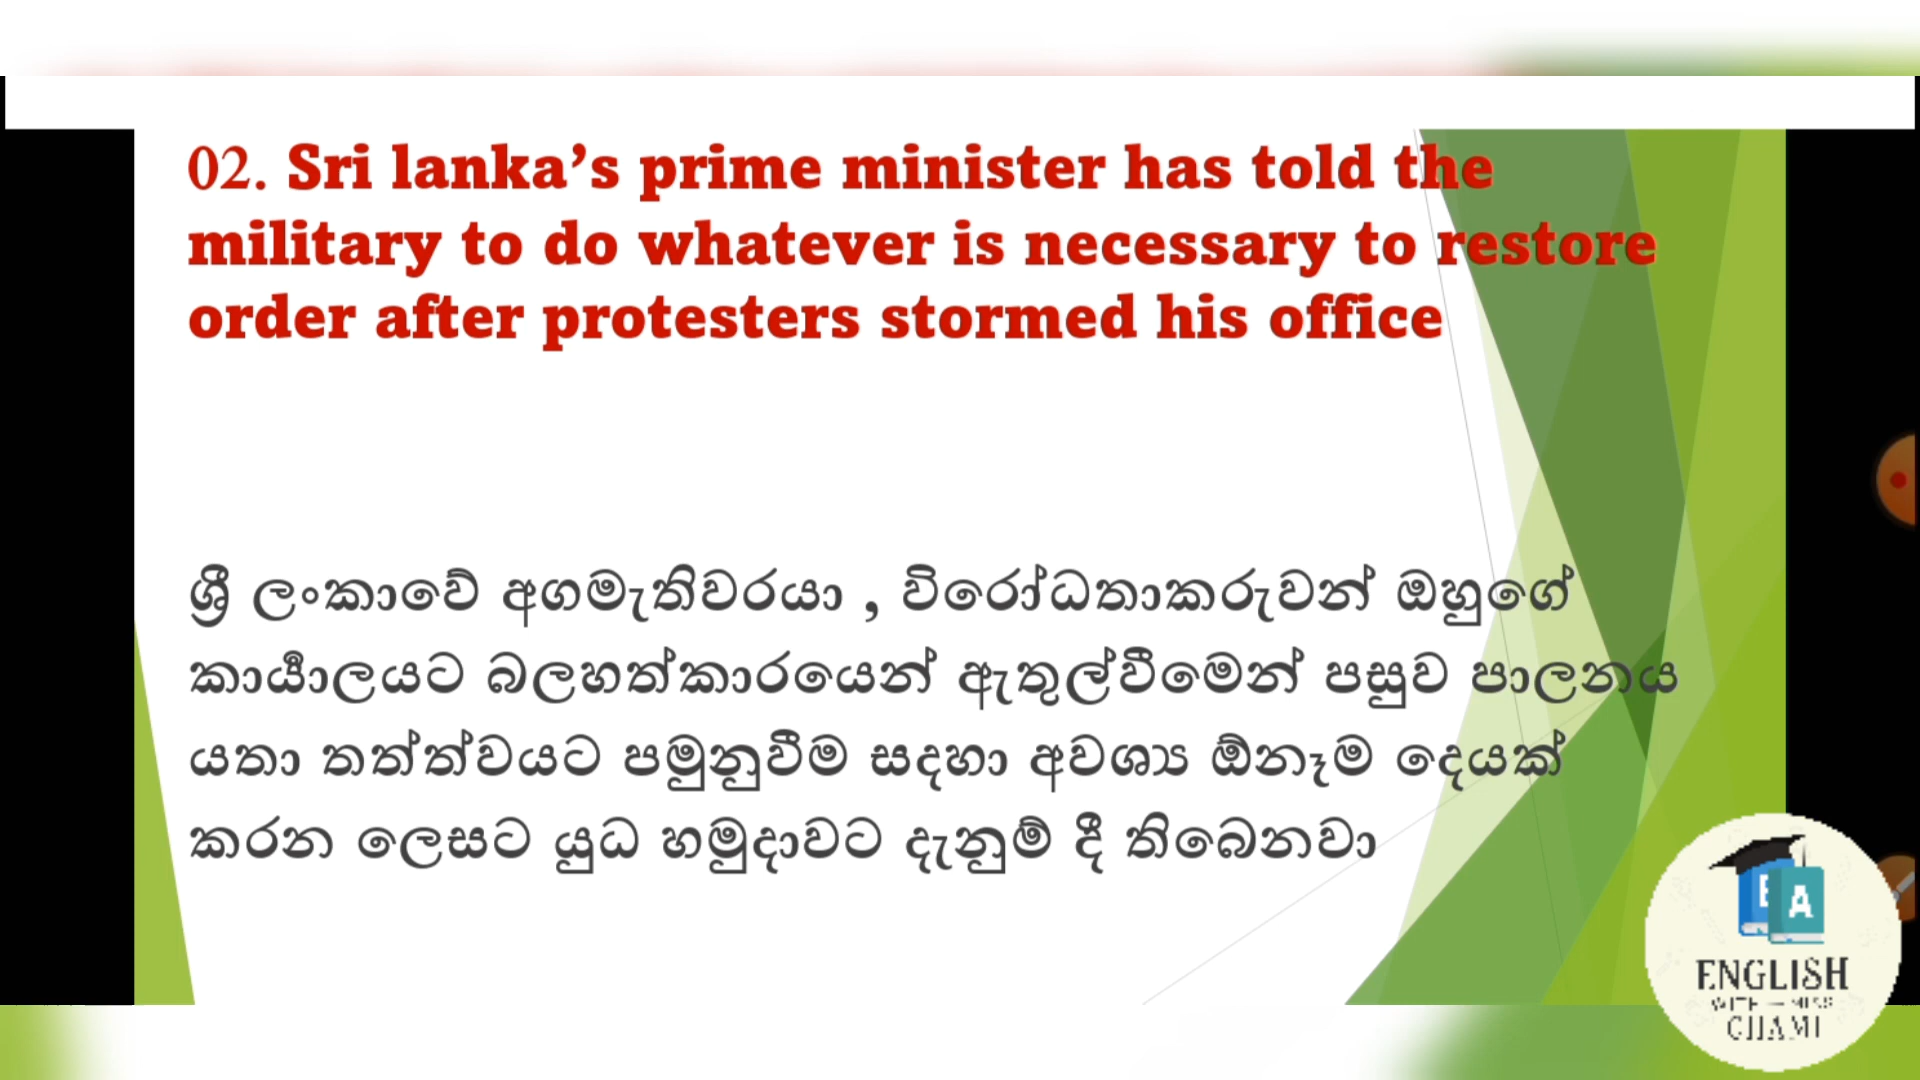 02. Sri lanka’s prime minister has told the
military to do whatever is necessary to restore
order after protesters stormed his office
ශ්‍රී ලංකාවේ අගමැතිවරයා , විරෝධතාකරුවන් ඔහුගේ
කාර්‍යාලයට බලහත්කාරයෙන් ඇතුල්වීමෙන් පසුව පාලනය
යතා තත්ත්වයට පමුනුවීම සදහා අවශ්‍ය ඕනෑම දෙයක්
කරන ලෙසට යුධ හමුදාවට දැනුම් දී තිබෙනවා
A
ENGLISH
WITH — MISS
CHAMI